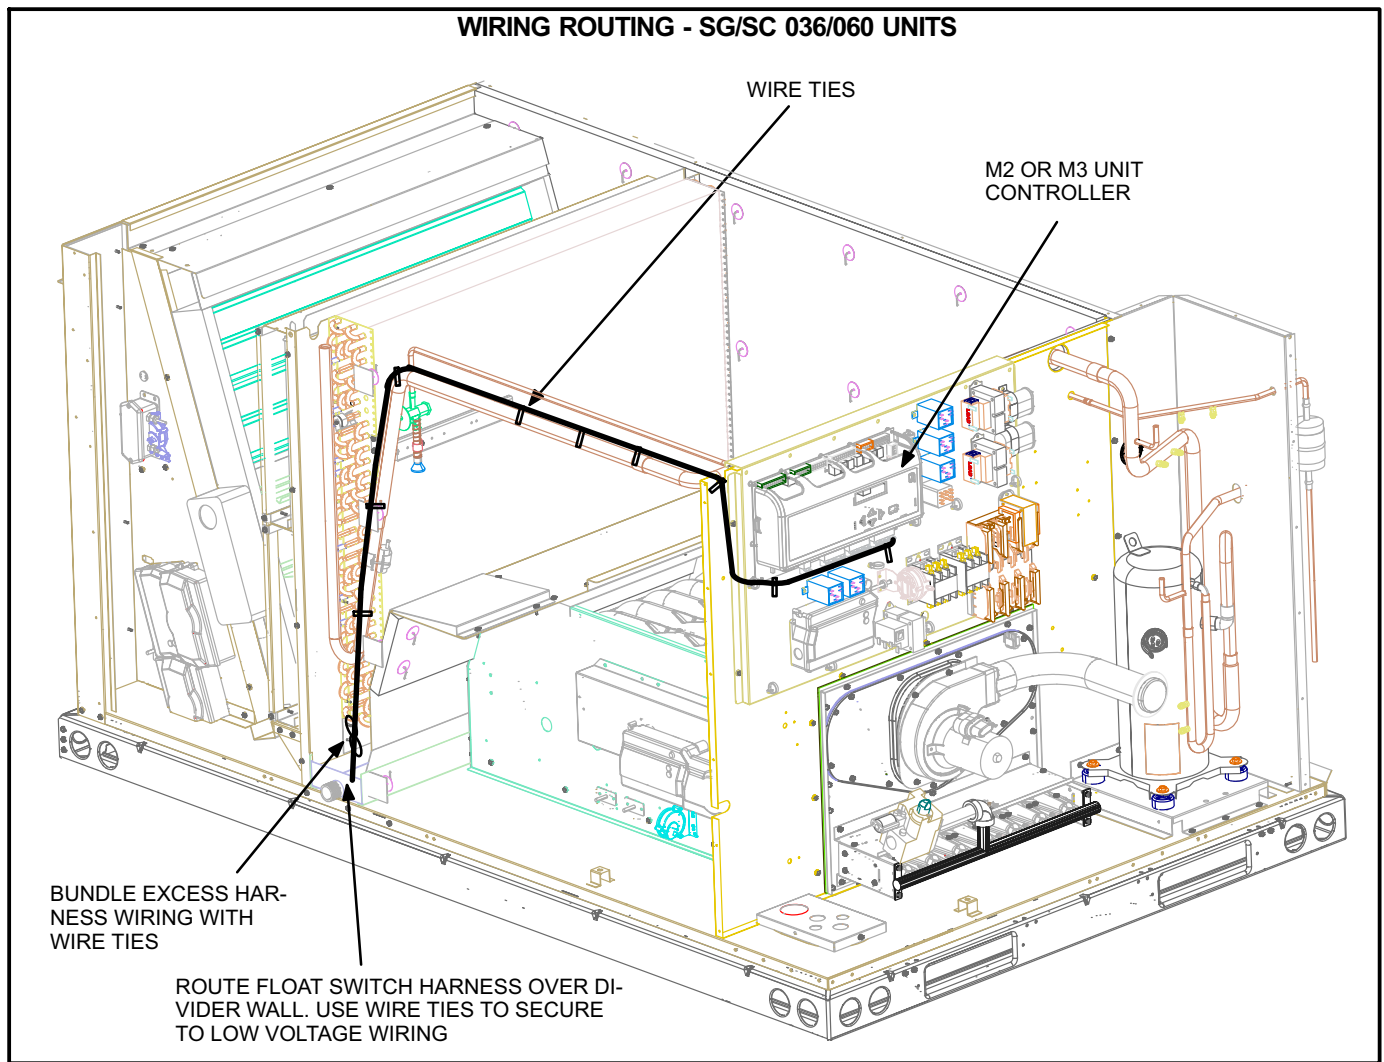 WIRING ROUTING - SG/SC 036/060 UNITS
WIRE TIES
M2 OR M3 UNIT
CONTROLLER
BUNDLE EXCESS HAR-
NESS WIRING WITH
WIRE TIES
ROUTE FLOAT SWITCH HARNESS OVER DI-
VIDER WALL. USE WIRE TIES TO SECURE
TO LOW VOLTAGE WIRING